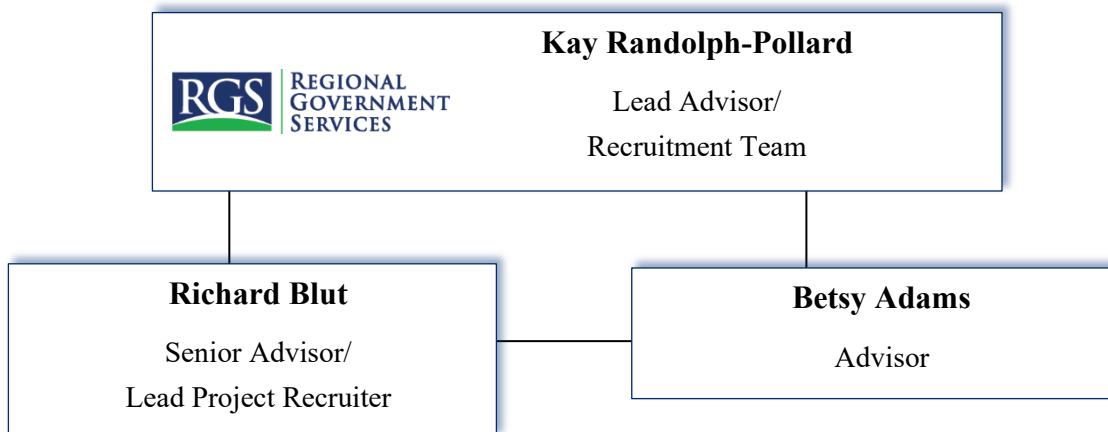 RGS
REGIONAL
GOVERNMENT
SERVICES
Kay Randolph-Pollard
Lead Advisor/
Recruitment Team
Richard Blut
Senior Advisor/
Lead Project Recruiter
Betsy Adams
Advisor